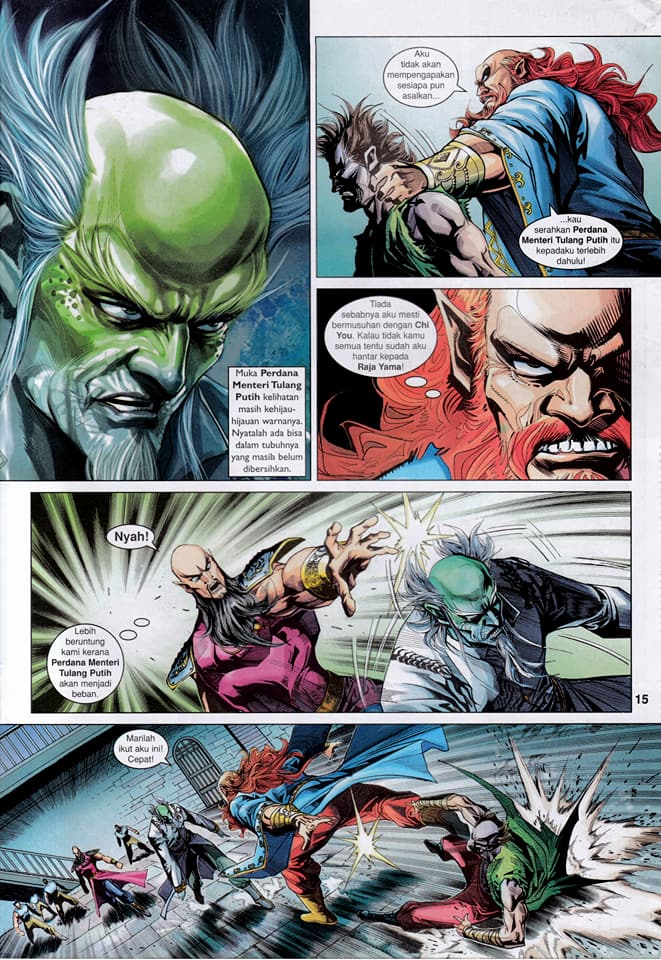 Aku
tidak akan
mempengapakan
sesiapa pun
asalkan...
...kau
serahkan Perdana
Menteri Tulang Putih itu
kepadaku terlebih
dahulu!
Muka Perdana
Menteri Tulang
Putih kelihatan
masih kehijau-
hijauan warnanya.
Nyatalah ada bisa
dalam tubuhnya
yang masih belum
dibersihkan.
Tiada
sebabnya aku mesti
bermusuhan dengan Chi
You. Kalau tidak kamu
semua tentu sudah aku
hantar kepada
Raja Yama!
Nyah!
Lebih
beruntung
kami kerana
Perdana Menteri
Tulang Putih
akan menjadi
beban.
15
Marilah
ikut aku ini!
Cepat!